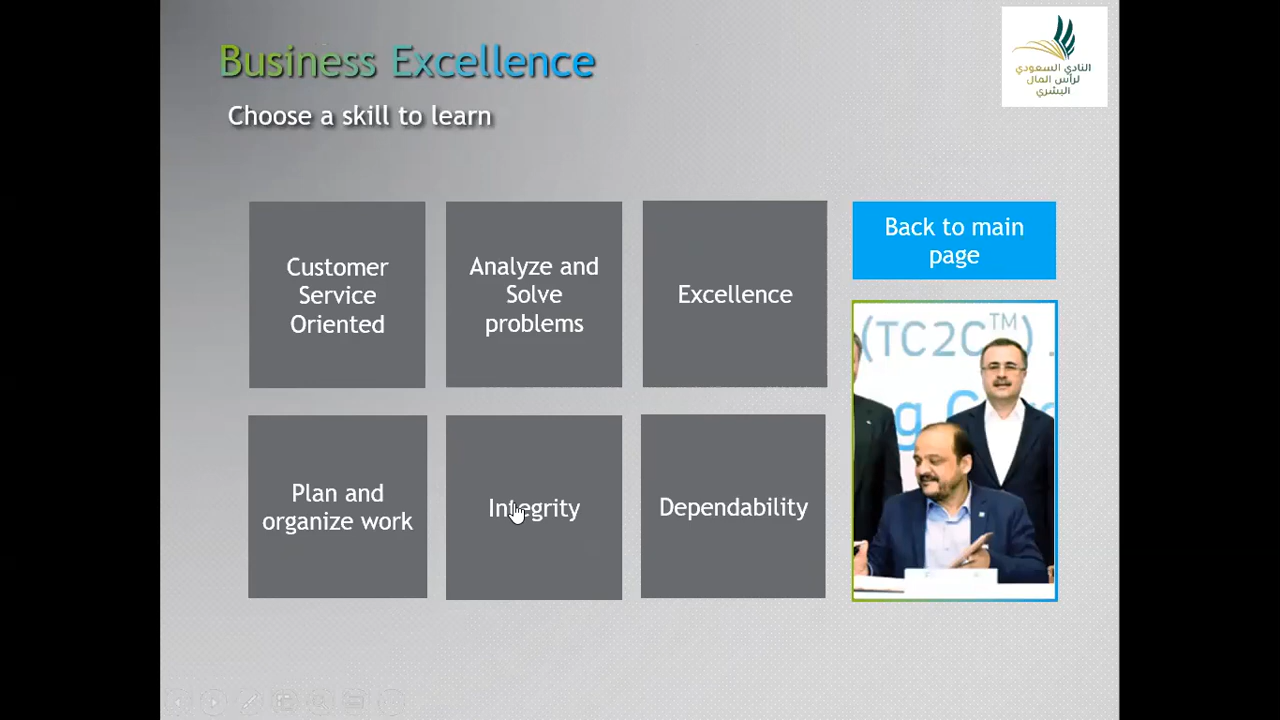 Business Excellence
Choose a skill to learn
النادي السعودي
لرأس المال
البشري
Customer
Service
Oriented
Analyze and
Solve
problems
Excellence
Back to main
page
(TC2C™)
Plan and
organize work
Integrity
Dependability